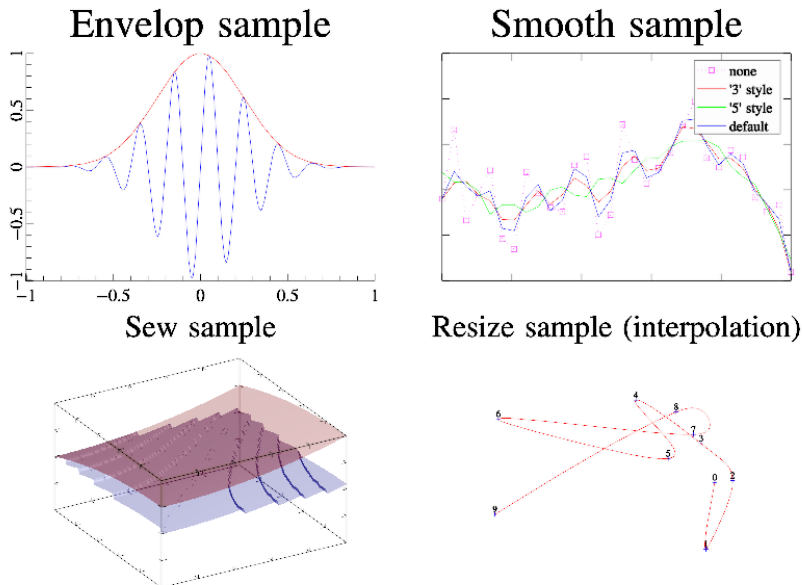 Envelop sample
Smooth sample
1
0.5
0
−0.5
−1
−1
−0.5
0
0.5
1
none
'3' style
'5' style
default
Sew sample
Resize sample (interpolation)
4
8
6
7
3
5
0
2
9
1